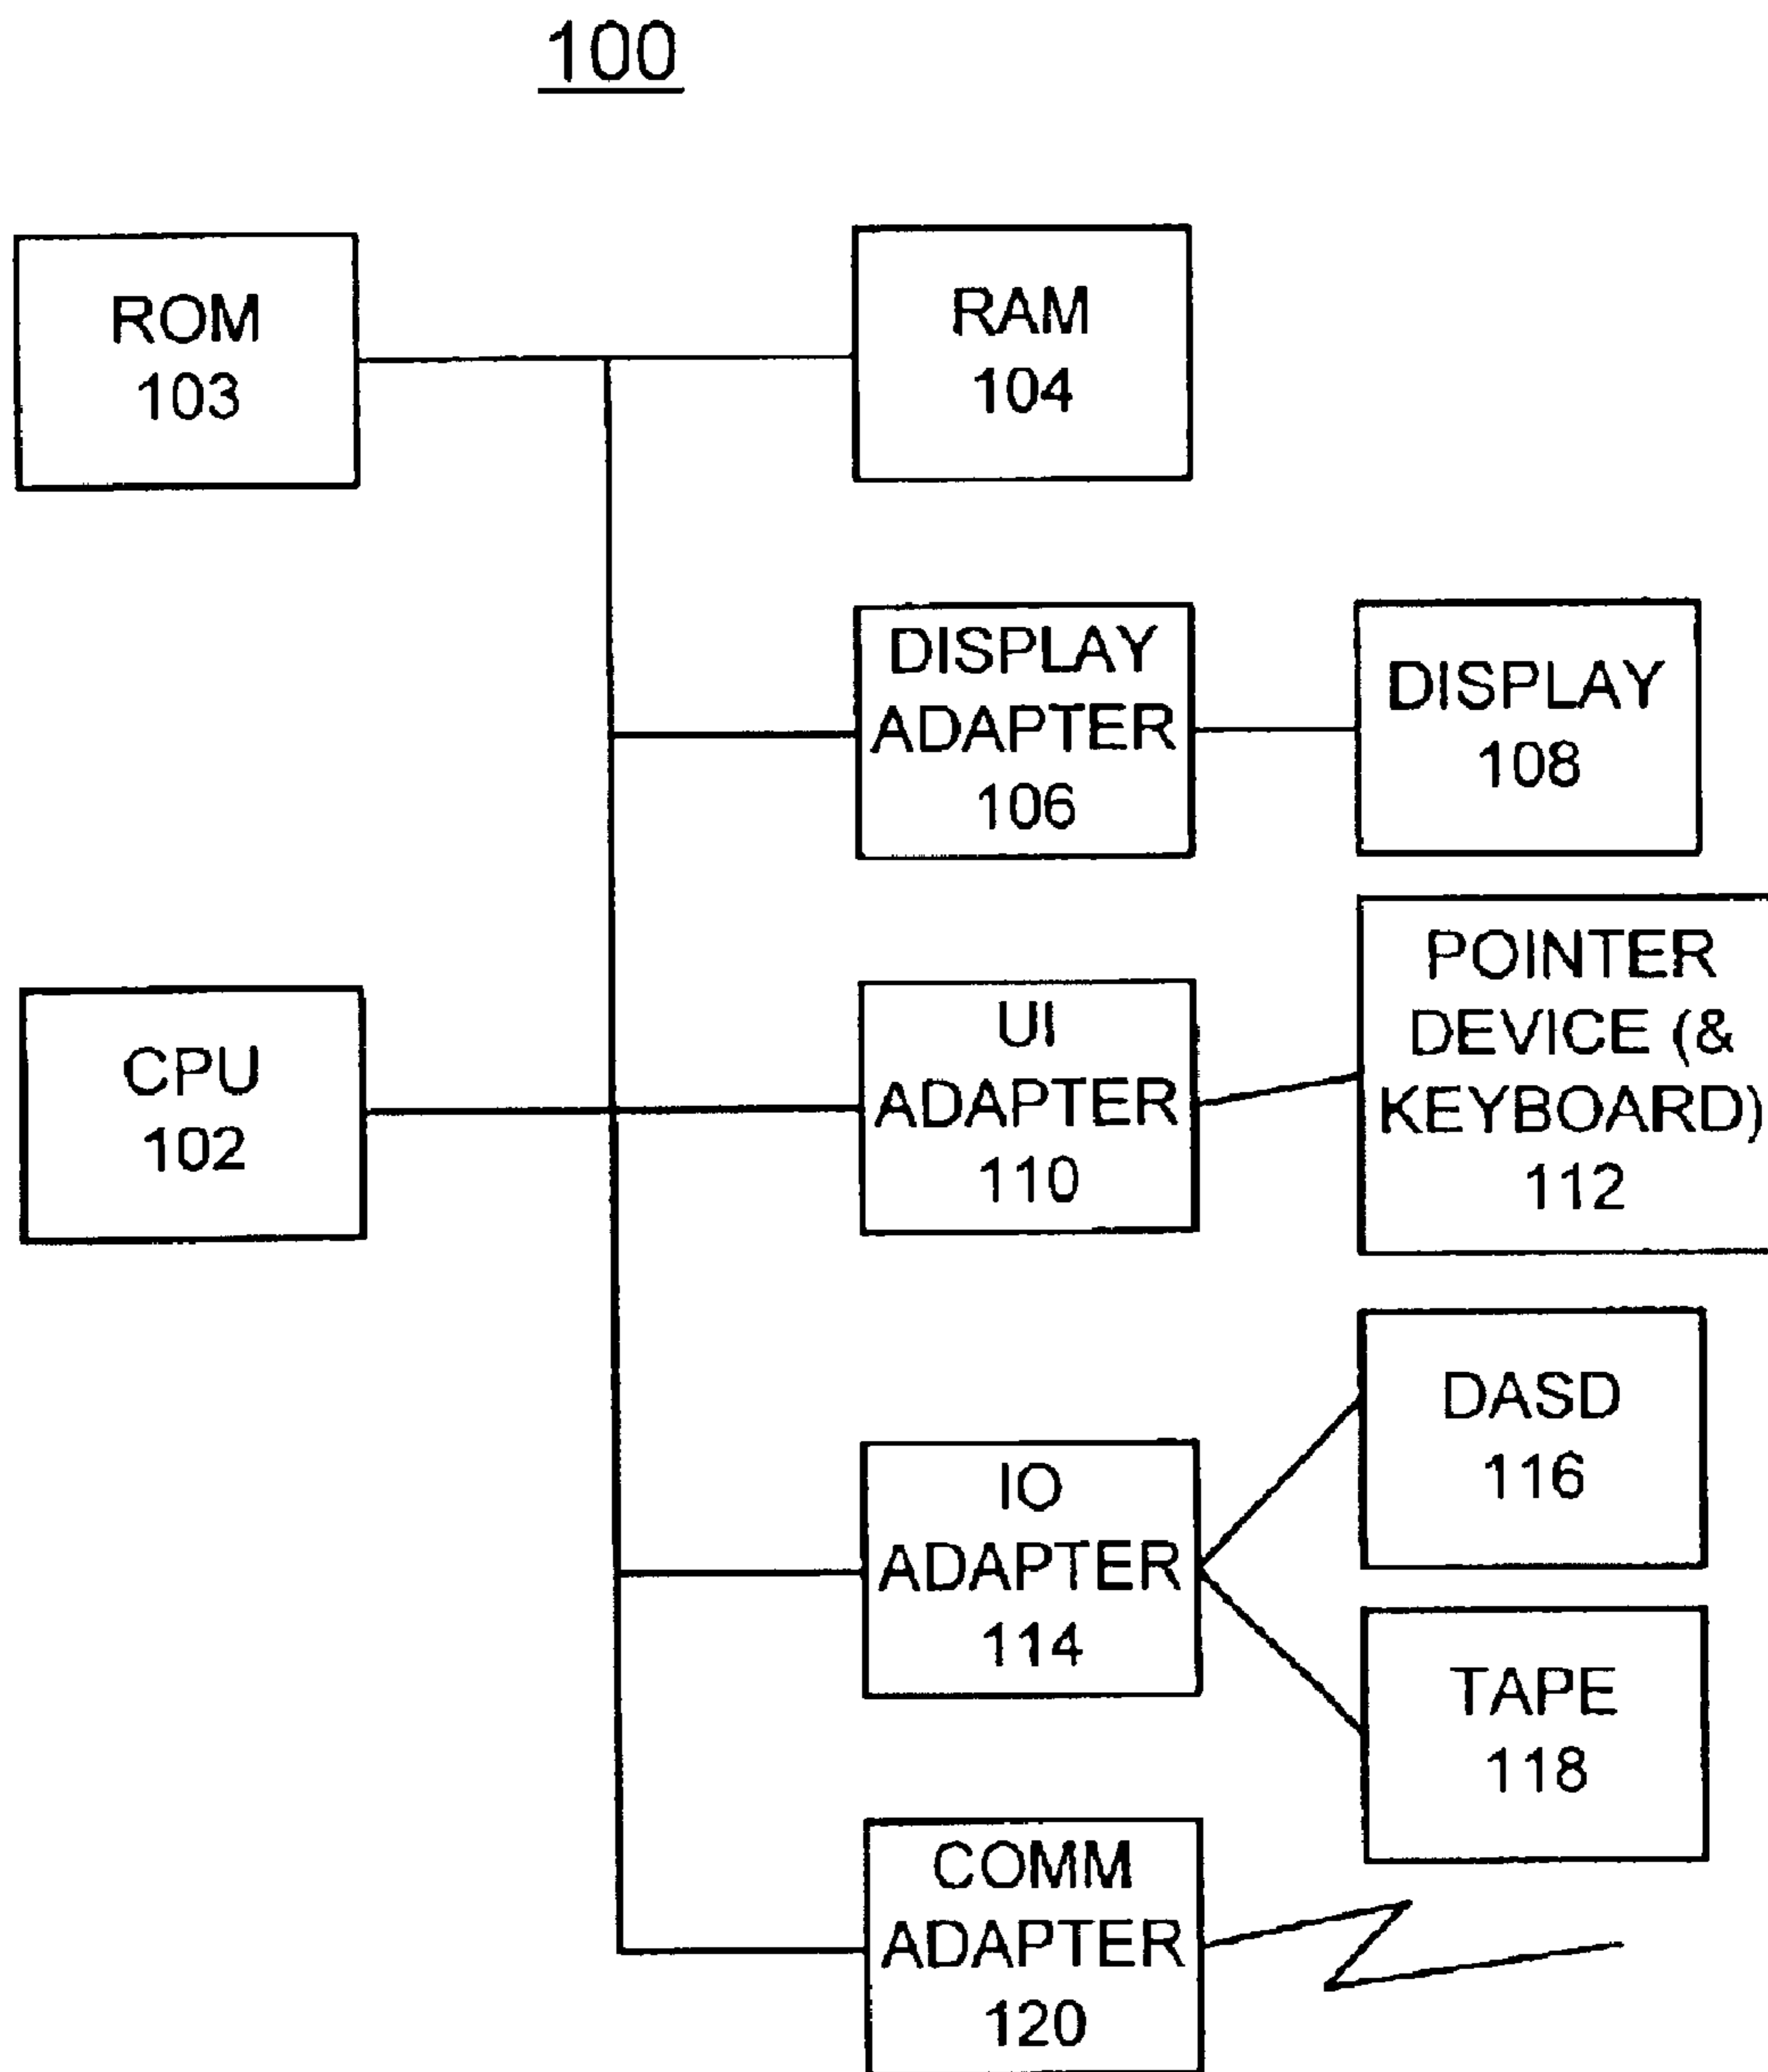 100
ROM
103
RAM
104
DISPLAY
ADAPTER
106
DISPLAY
108
CPU
102
UI
ADAPTER
110
POINTER
DEVICE (&
KEYBOARD)
112
IO
ADAPTER
114
DASD
116
TAPE
118
COMM
ADAPTER
120